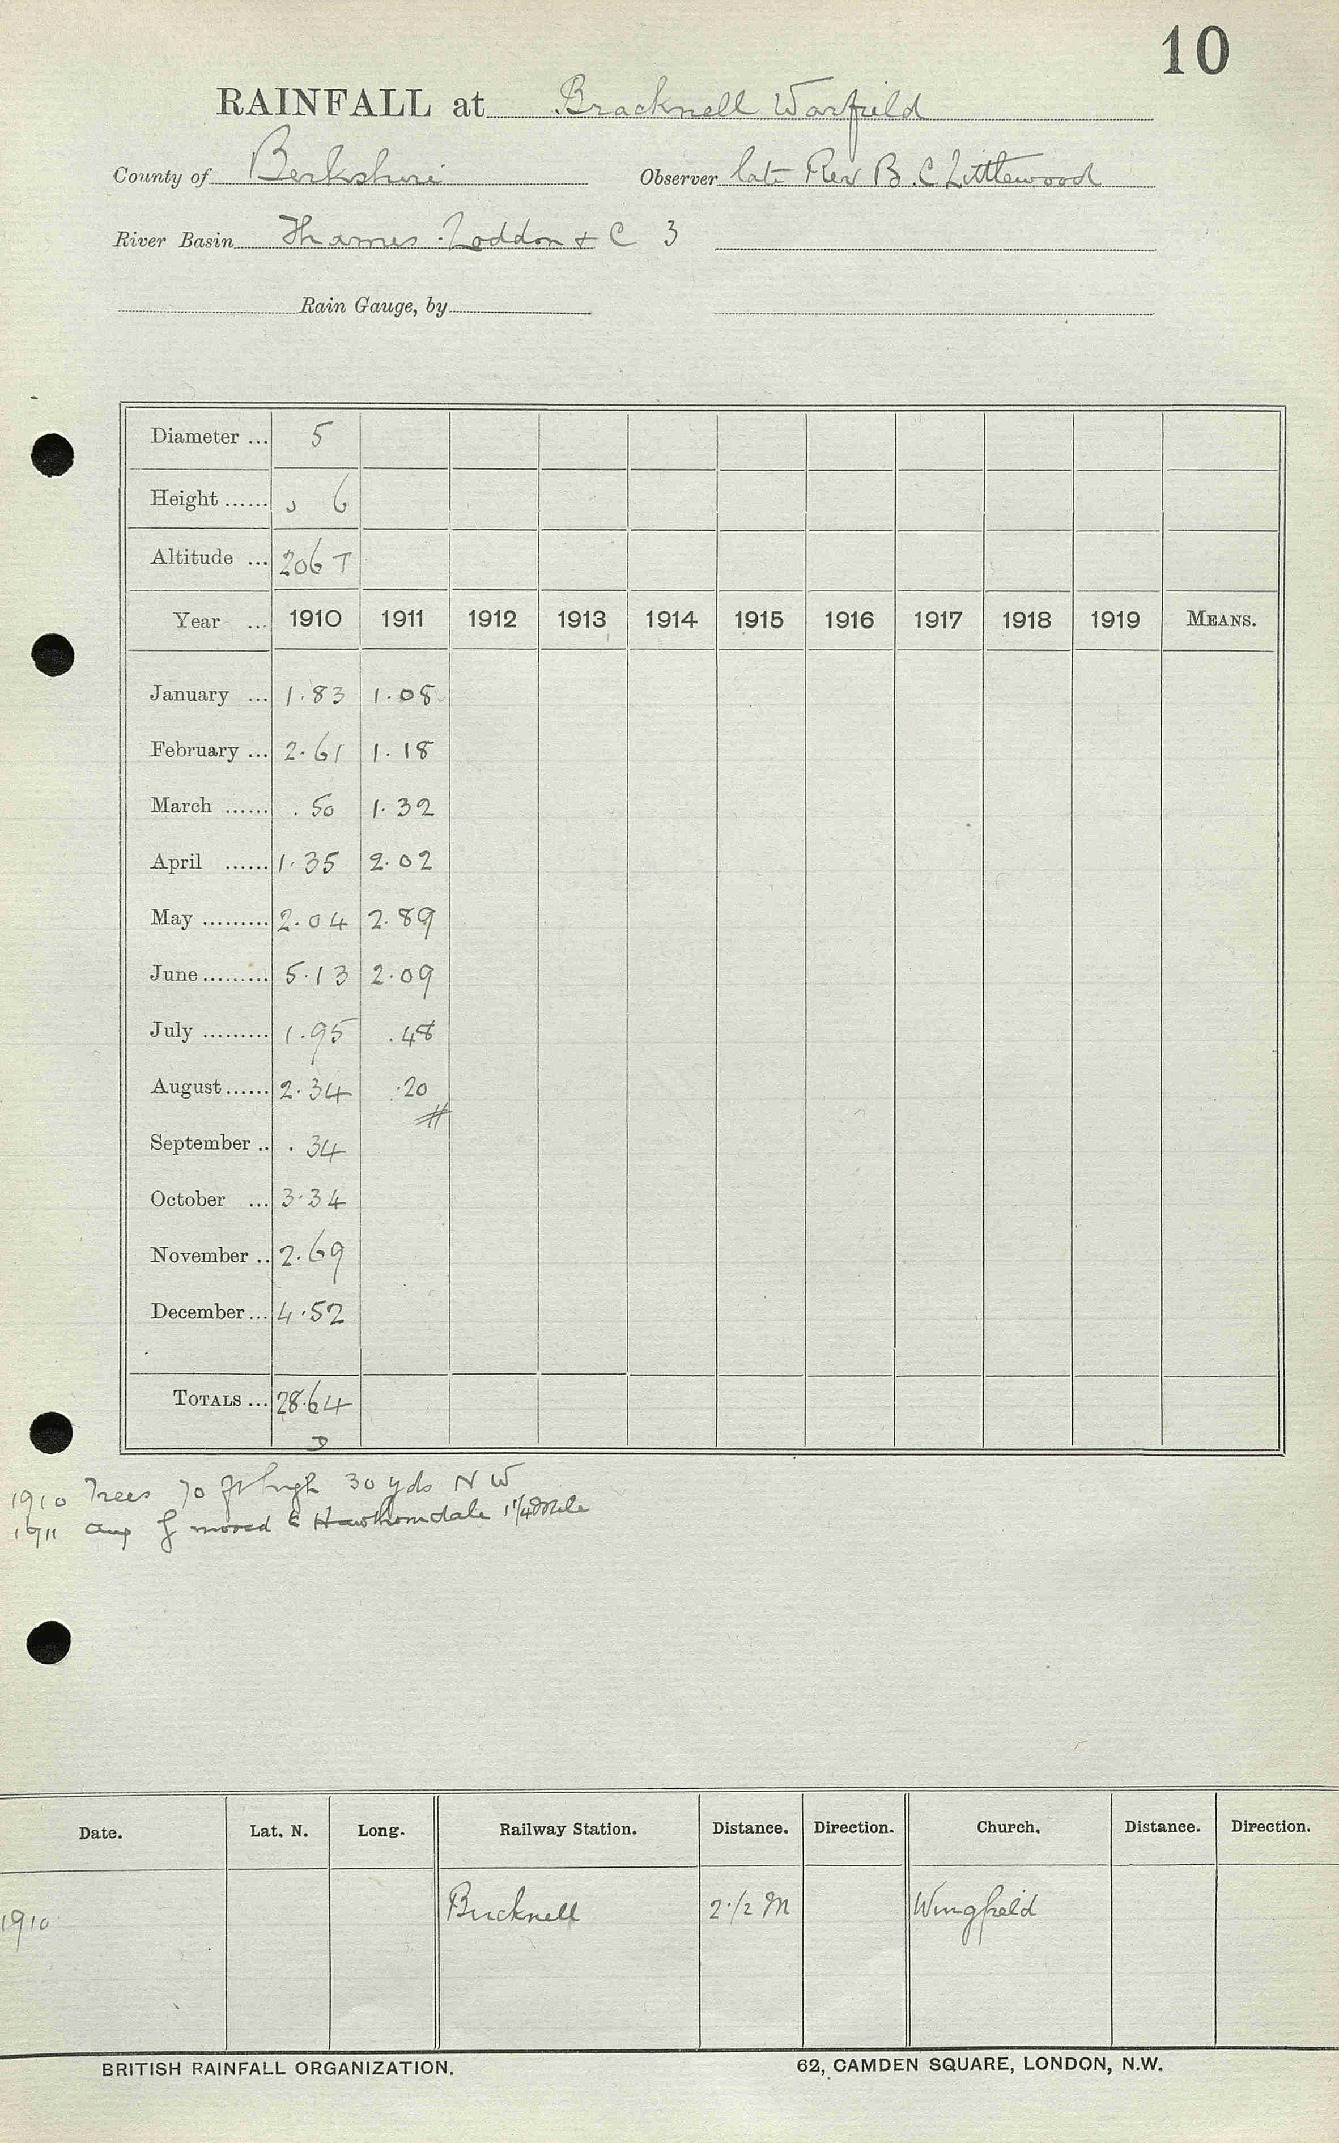 10
RAINFALL at Bracknell Warfield
County of Berkshire Observer late Rev B. C Littlewood
River Basin Thames. Loddon + C 3
Rain Gauge, by
Diameter ... 5
Height ...... 0 6
Altitude ... 206 T
Year ... 1910 1911 1912 1913 1914 1915 1916 1917 1918 1919 MEANS.
January ... 1.83 1.08
February ... 2.61 1.18
March ...... .50 1.32
April ...... 1.35 2.02
May ......... 2.04 2.89
June ......... 5.13 2.09
July ......... 1.95 .48
August ...... 2.34 .20
September .. .34
October ... 3.34
November .. 2.69
December ... 4.52
TOTALS ... 28.64
D
1910 Trees 70 ft high 30 yds N W
1911 Aug g moved to Hawthorndale 1 1/4 Mile
Date. Lat. N. Long. Railway Station. Distance. Direction. Church. Distance. Direction.
1910 Bucknell 2 1/2 M Wingfield
BRITISH RAINFALL ORGANIZATION. 62, CAMDEN SQUARE, LONDON, N.W.